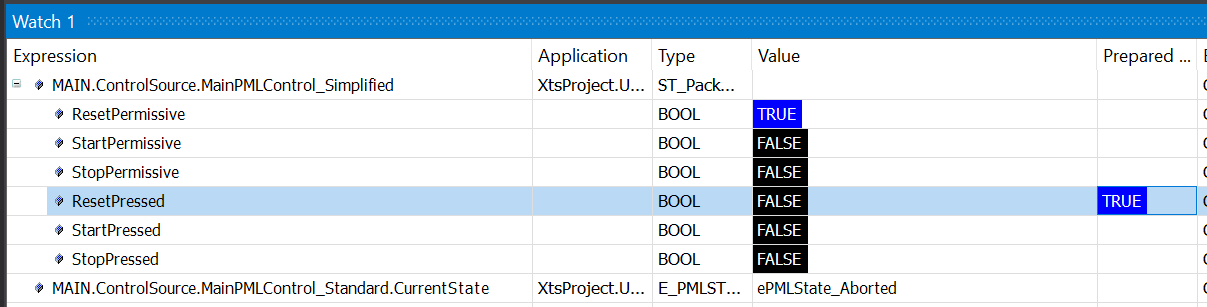 Watch 1
Expression Application Type Value Prepared ...
MAIN.ControlSource.MainPMLControl_Simplified XtsProject.U... ST_Pack...
ResetPermissive BOOL TRUE
StartPermissive BOOL FALSE
StopPermissive BOOL FALSE
ResetPressed BOOL FALSE TRUE
StartPressed BOOL FALSE
StopPressed BOOL FALSE
MAIN.ControlSource.MainPMLControl_Standard.CurrentState XtsProject.U... E_PMLST... ePMLState_Aborted